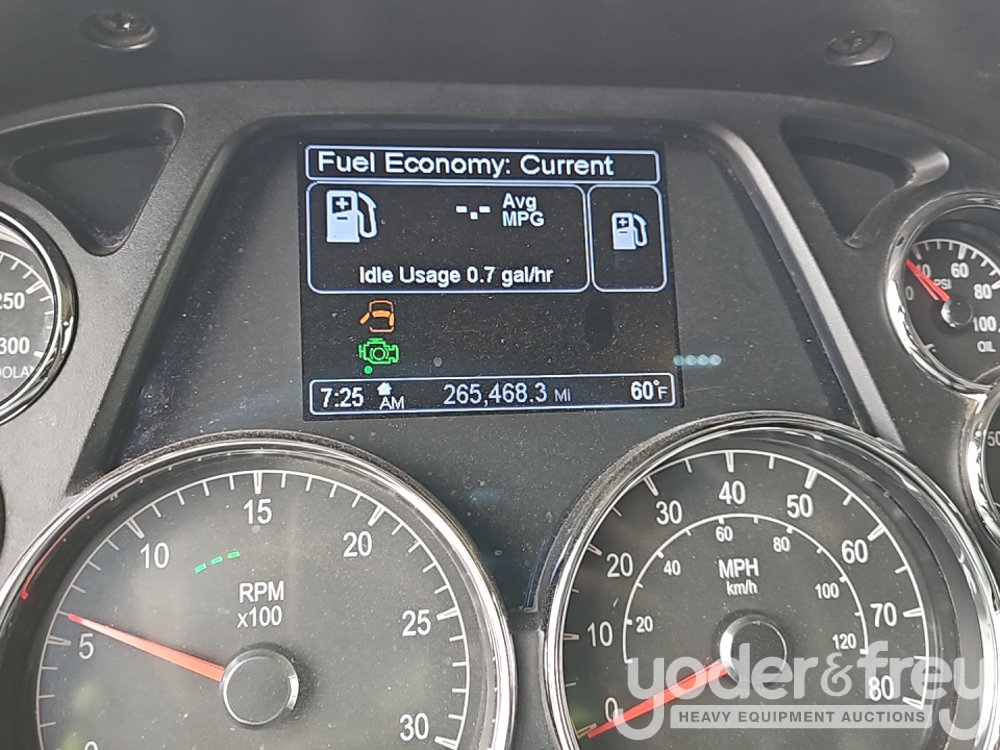 Fuel Economy: Current
-.- Avg
MPG
Idle Usage 0.7 gal/hr
7:25 AM 265,468.3 MI 60°F
250
300
0 40 60 80 100
PSI
OIL
5 10 15 20 25 30
RPM
x100
0 10 20 30 40 50 60 70 80
20 40 60 80 100 120
MPH
km/h
yoder&frey
HEAVY EQUIPMENT AUCTIONS